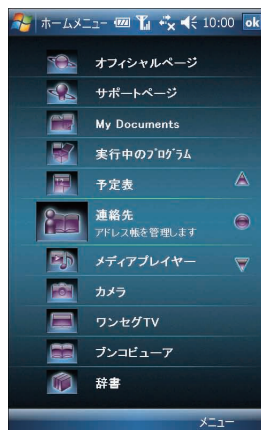 ホームメニュー 10:00 ok
オフィシャルページ
サポートページ
My Documents
実行中のプログラム
予定表
連絡先
アドレス帳を管理します
メディアプレイヤー
カメラ
ワンセグTV
ブンコビューア
辞書
メニュー